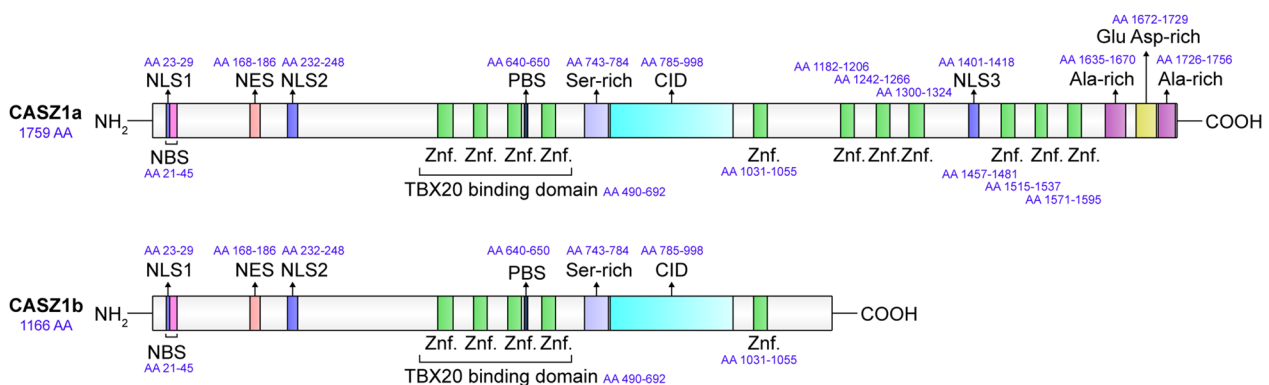 AA 1672-1729
Glu Asp-rich
AA 23-29 AA 168-186 AA 232-248 AA 640-650 AA 743-784 AA 785-998 AA 1182-1206 AA 1401-1418 AA 1635-1670 AA 1726-1756
AA 1242-1266
AA 1300-1324
NLS1 NES NLS2 PBS Ser-rich CID NLS3 Ala-rich Ala-rich
CASZ1a NH2 COOH
1759 AA
NBS Znf. Znf. Znf. Znf. Znf. Znf. Znf. Znf. Znf. Znf. Znf.
AA 21-45 AA 1031-1055 AA 1457-1481
TBX20 binding domain AA 490-692 AA 1515-1537
AA 1571-1595
AA 23-29 AA 168-186 AA 232-248 AA 640-650 AA 743-784 AA 785-998
NLS1 NES NLS2 PBS Ser-rich CID
CASZ1b NH2 COOH
1166 AA
NBS Znf. Znf. Znf. Znf. Znf.
AA 21-45 AA 1031-1055
TBX20 binding domain AA 490-692